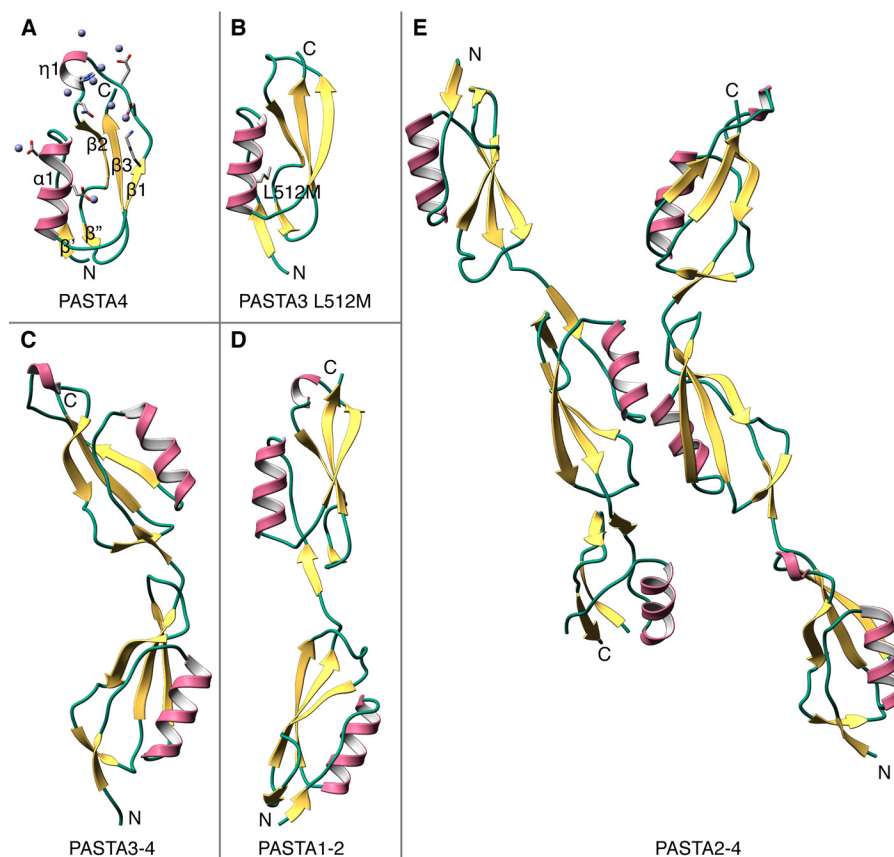 A
η1
C
β2
β3
α1
β1
β'
β"
N
PASTA4
B
C
L512M
N
PASTA3 L512M
C
C
N
PASTA3-4
D
C
N
PASTA1-2
E
N
C
C
N
PASTA2-4